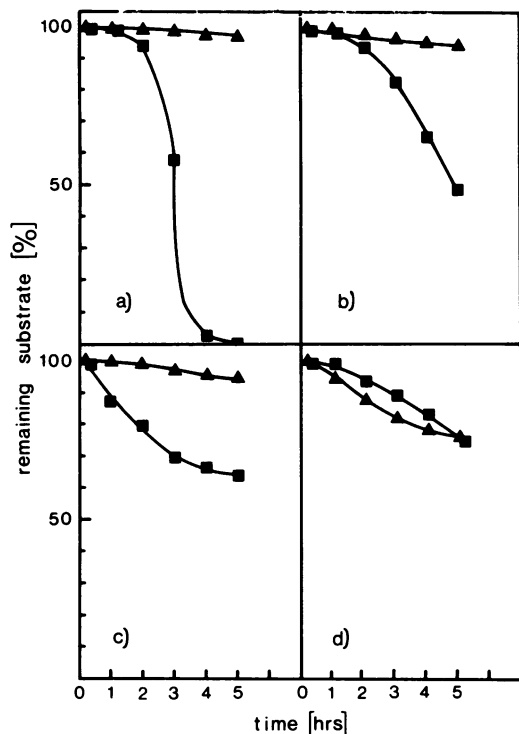 100
50
a)
b)
remaining substrate [%]
100
50
c)
d)
0 1 2 3 4 5
0 1 2 3 4 5
time [hrs]